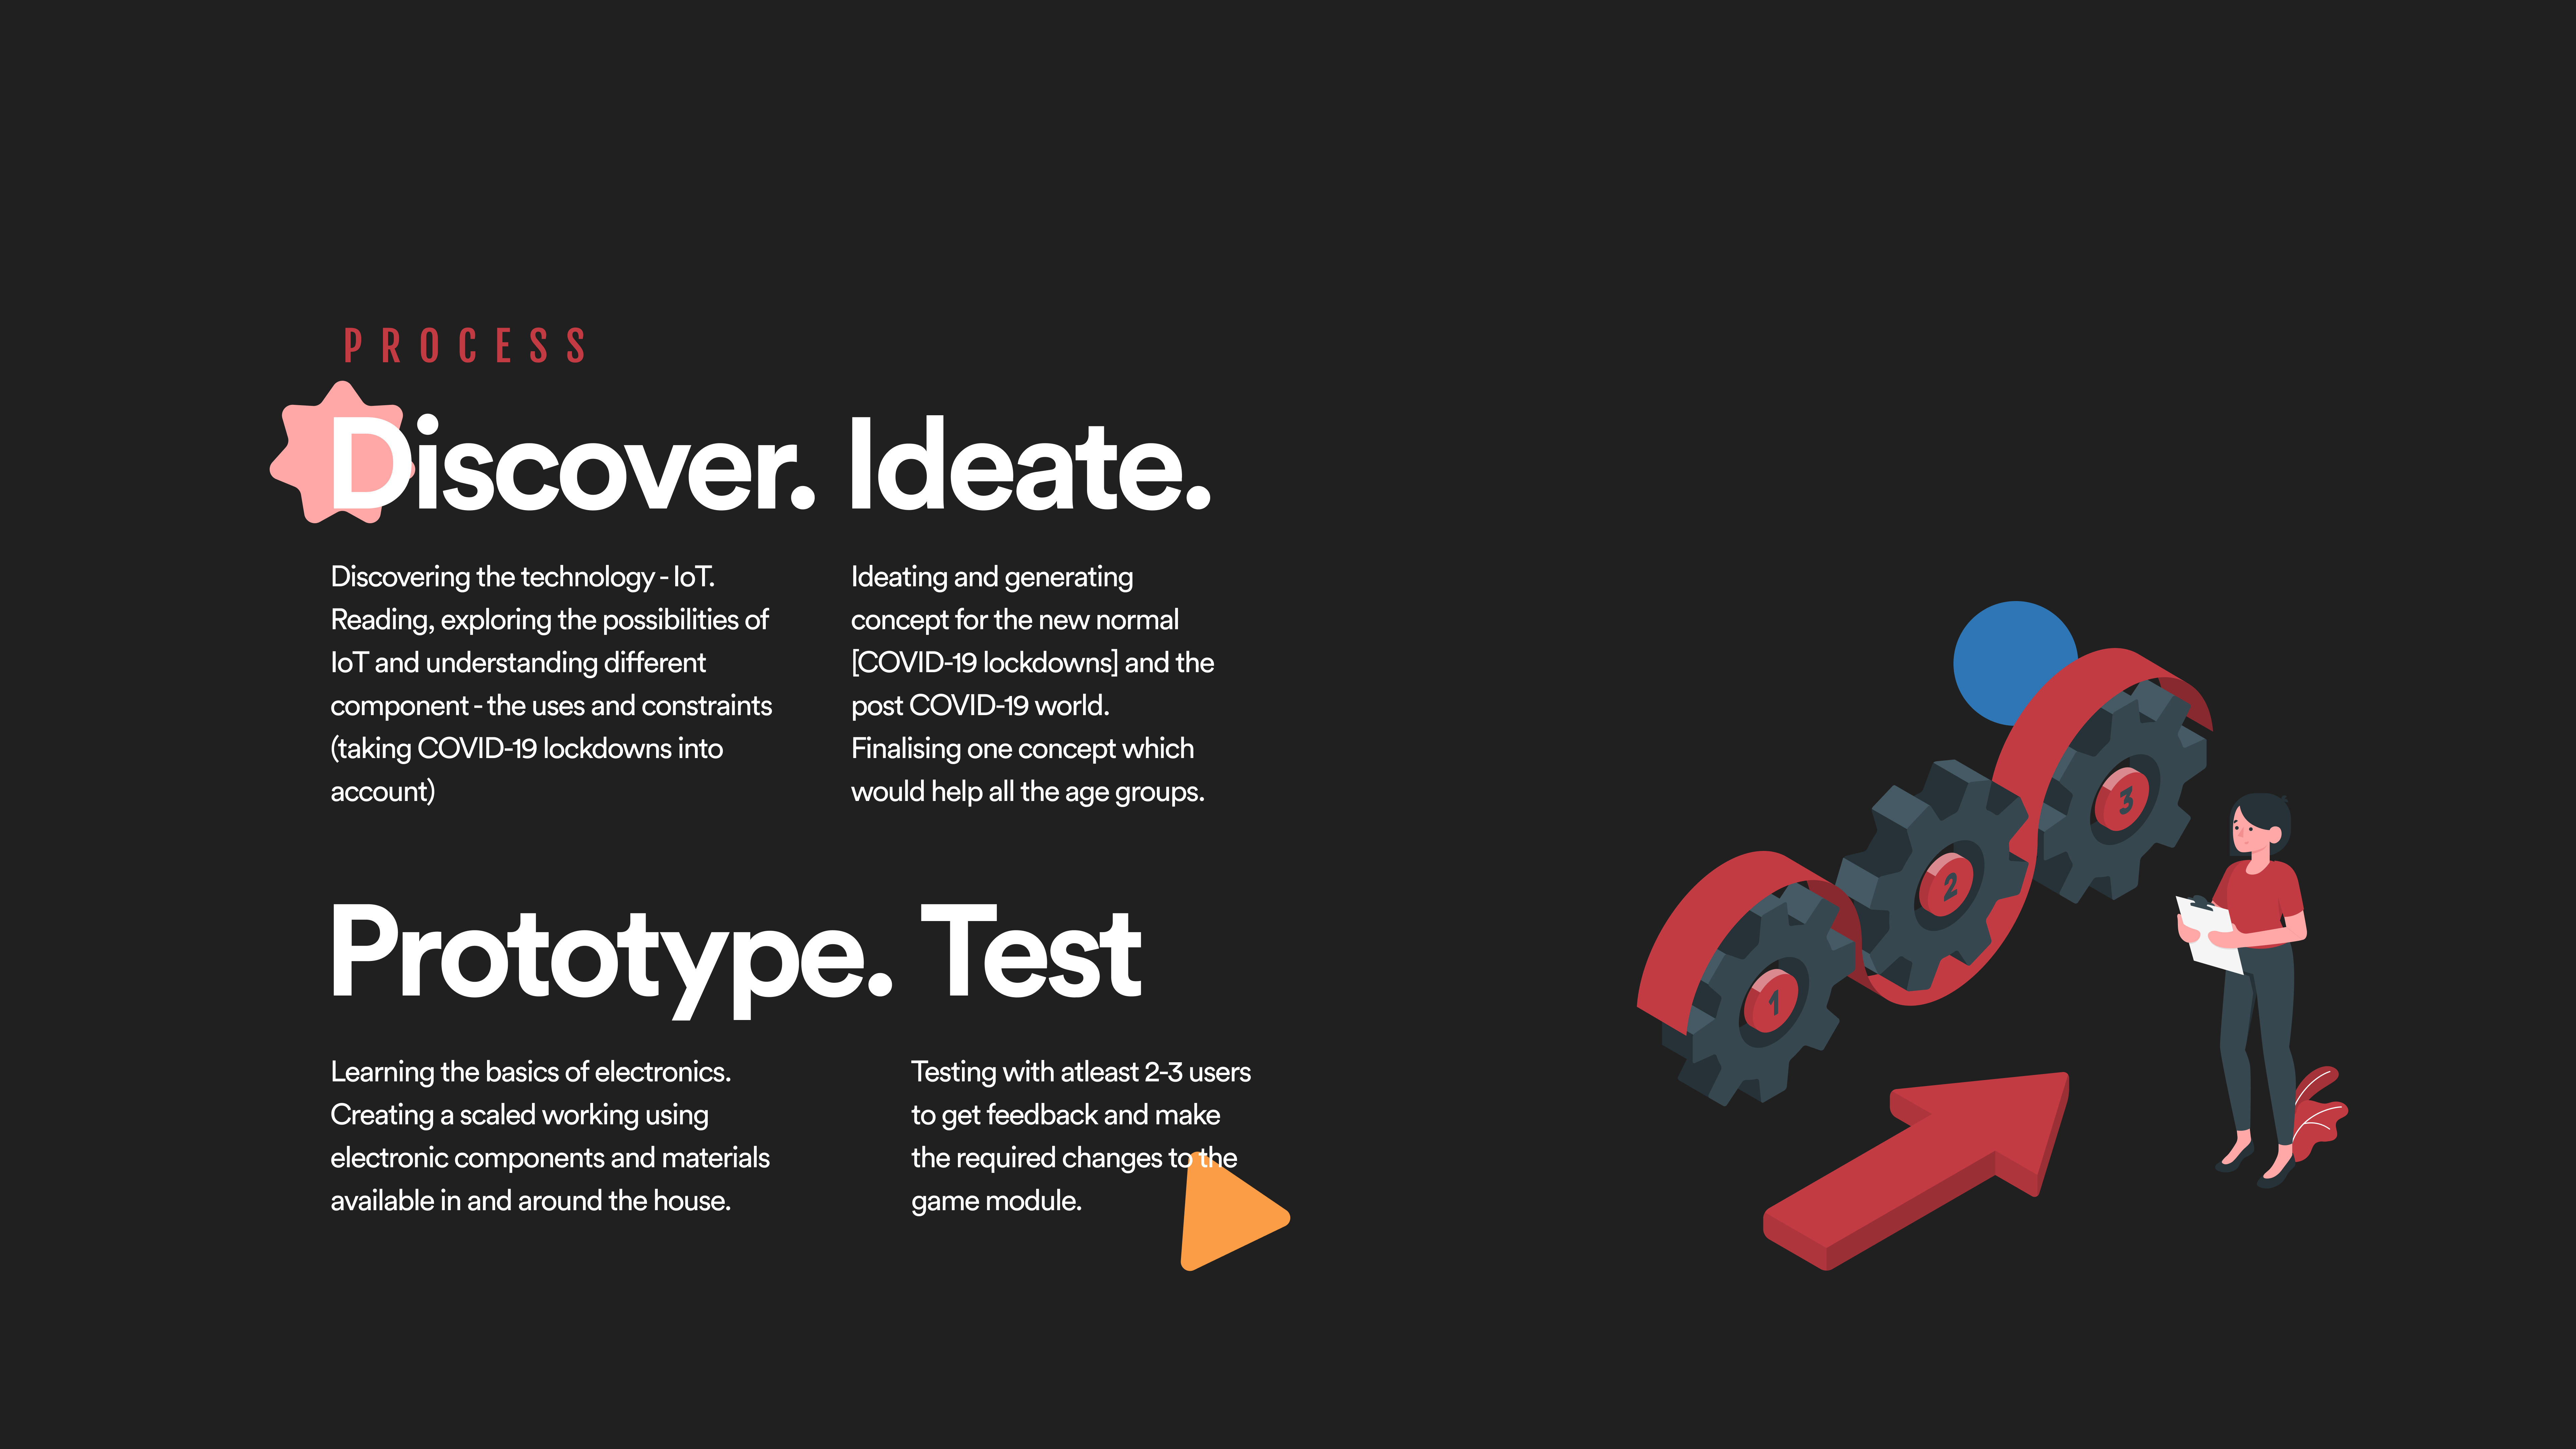 PROCESS
Discover. Ideate.
Discovering the technology - IoT.
Reading, exploring the possibilities of
IoT and understanding different
component - the uses and constraints
(taking COVID-19 lockdowns into
account)
Ideating and generating
concept for the new normal
[COVID-19 lockdowns] and the
post COVID-19 world.
Finalising one concept which
would help all the age groups.
Prototype. Test
Learning the basics of electronics.
Creating a scaled working using
electronic components and materials
available in and around the house.
Testing with atleast 2-3 users
to get feedback and make
the required changes to the
game module.
1
2
3